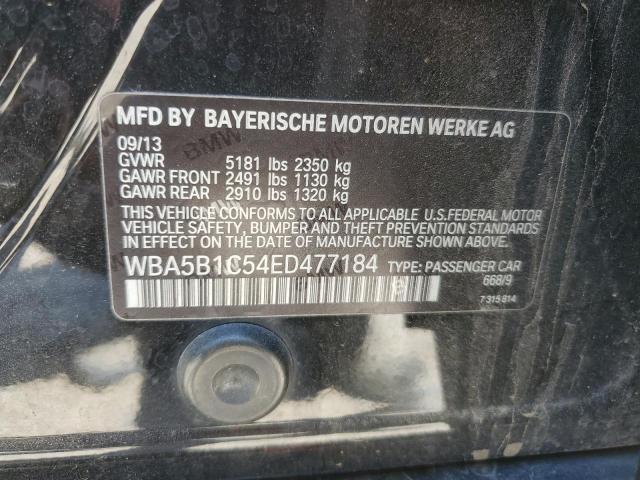 MFD BY BAYERISCHE MOTOREN WERKE AG
09/13
GVWR 5181 lbs 2350 kg
GAWR FRONT 2491 lbs 1130 kg
GAWR REAR 2910 lbs 1320 kg
THIS VEHICLE CONFORMS TO ALL APPLICABLE U.S.FEDERAL MOTOR
VEHICLE SAFETY, BUMPER AND THEFT PREVENTION STANDARDS
IN EFFECT ON THE DATE OF MANUFACTURE SHOWN ABOVE.
WBA5B1C54ED477184 TYPE: PASSENGER CAR
668/9
7 315 814